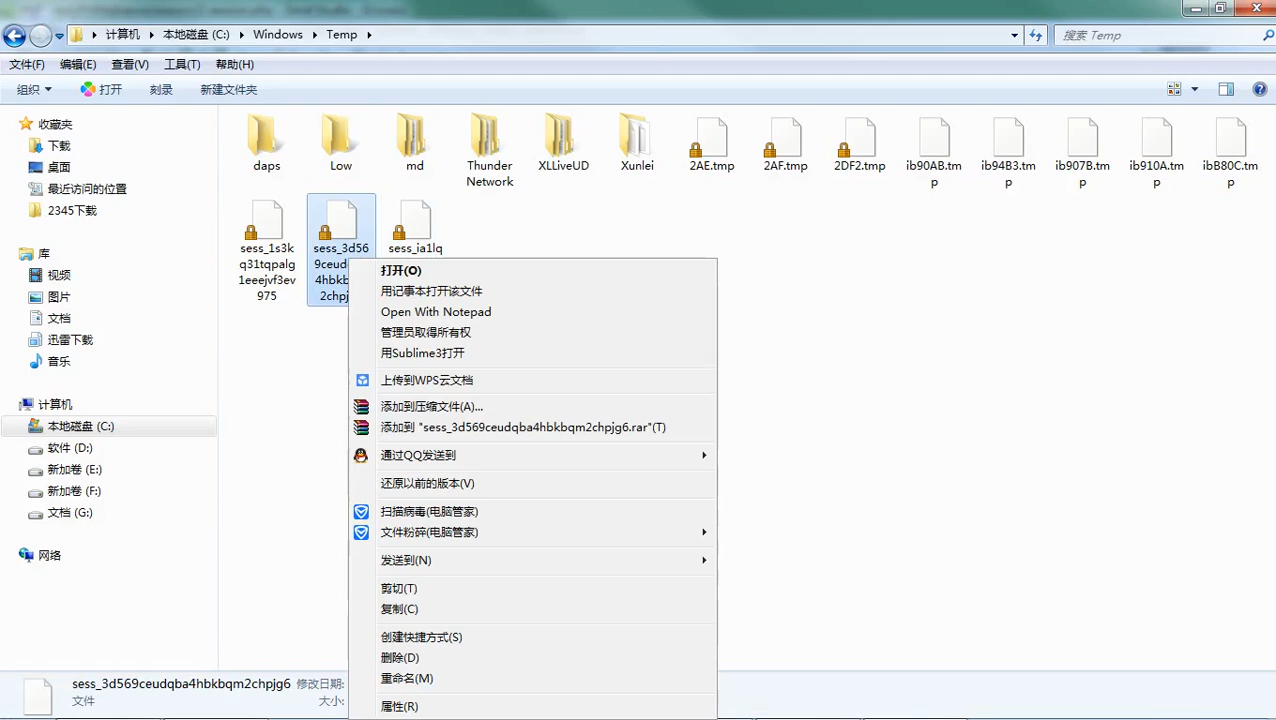 计算机 本地磁盘 (C:) Windows Temp 搜索 Temp
文件(F) 编辑(E) 查看(V) 工具(T) 帮助(H)
组织 打开 刻录 新建文件夹
收藏夹
下载
桌面
最近访问的位置
2345下载
库
视频
图片
文档
迅雷下载
音乐
计算机
本地磁盘 (C:)
软件 (D:)
新加卷 (E:)
新加卷 (F:)
文档 (G:)
网络
daps
Low
md
Thunder
Network
XLLiveUD
Xunlei
2AE.tmp
2AF.tmp
2DF2.tmp
ib90AB.tm
p
ib94B3.tm
p
ib907B.tm
p
ib910A.tm
p
ibB80C.tm
p
sess_1s3k
q31tqpalg
1eeejvf3ev
975
sess_3d56
9ceud
4hbkb
2chpj
sess_ia1lq
打开(O)
用记事本打开该文件
Open With Notepad
管理员取得所有权
用Sublime3打开
上传到WPS云文档
添加到压缩文件(A)...
添加到 "sess_3d569ceudqba4hbkbqm2chpjg6.rar"(T)
通过QQ发送到
还原以前的版本(V)
扫描病毒(电脑管家)
文件粉碎(电脑管家)
发送到(N)
剪切(T)
复制(C)
创建快捷方式(S)
删除(D)
重命名(M)
属性(R)
sess_3d569ceudqba4hbkbqm2chpjg6 修改日期:
文件 大小: